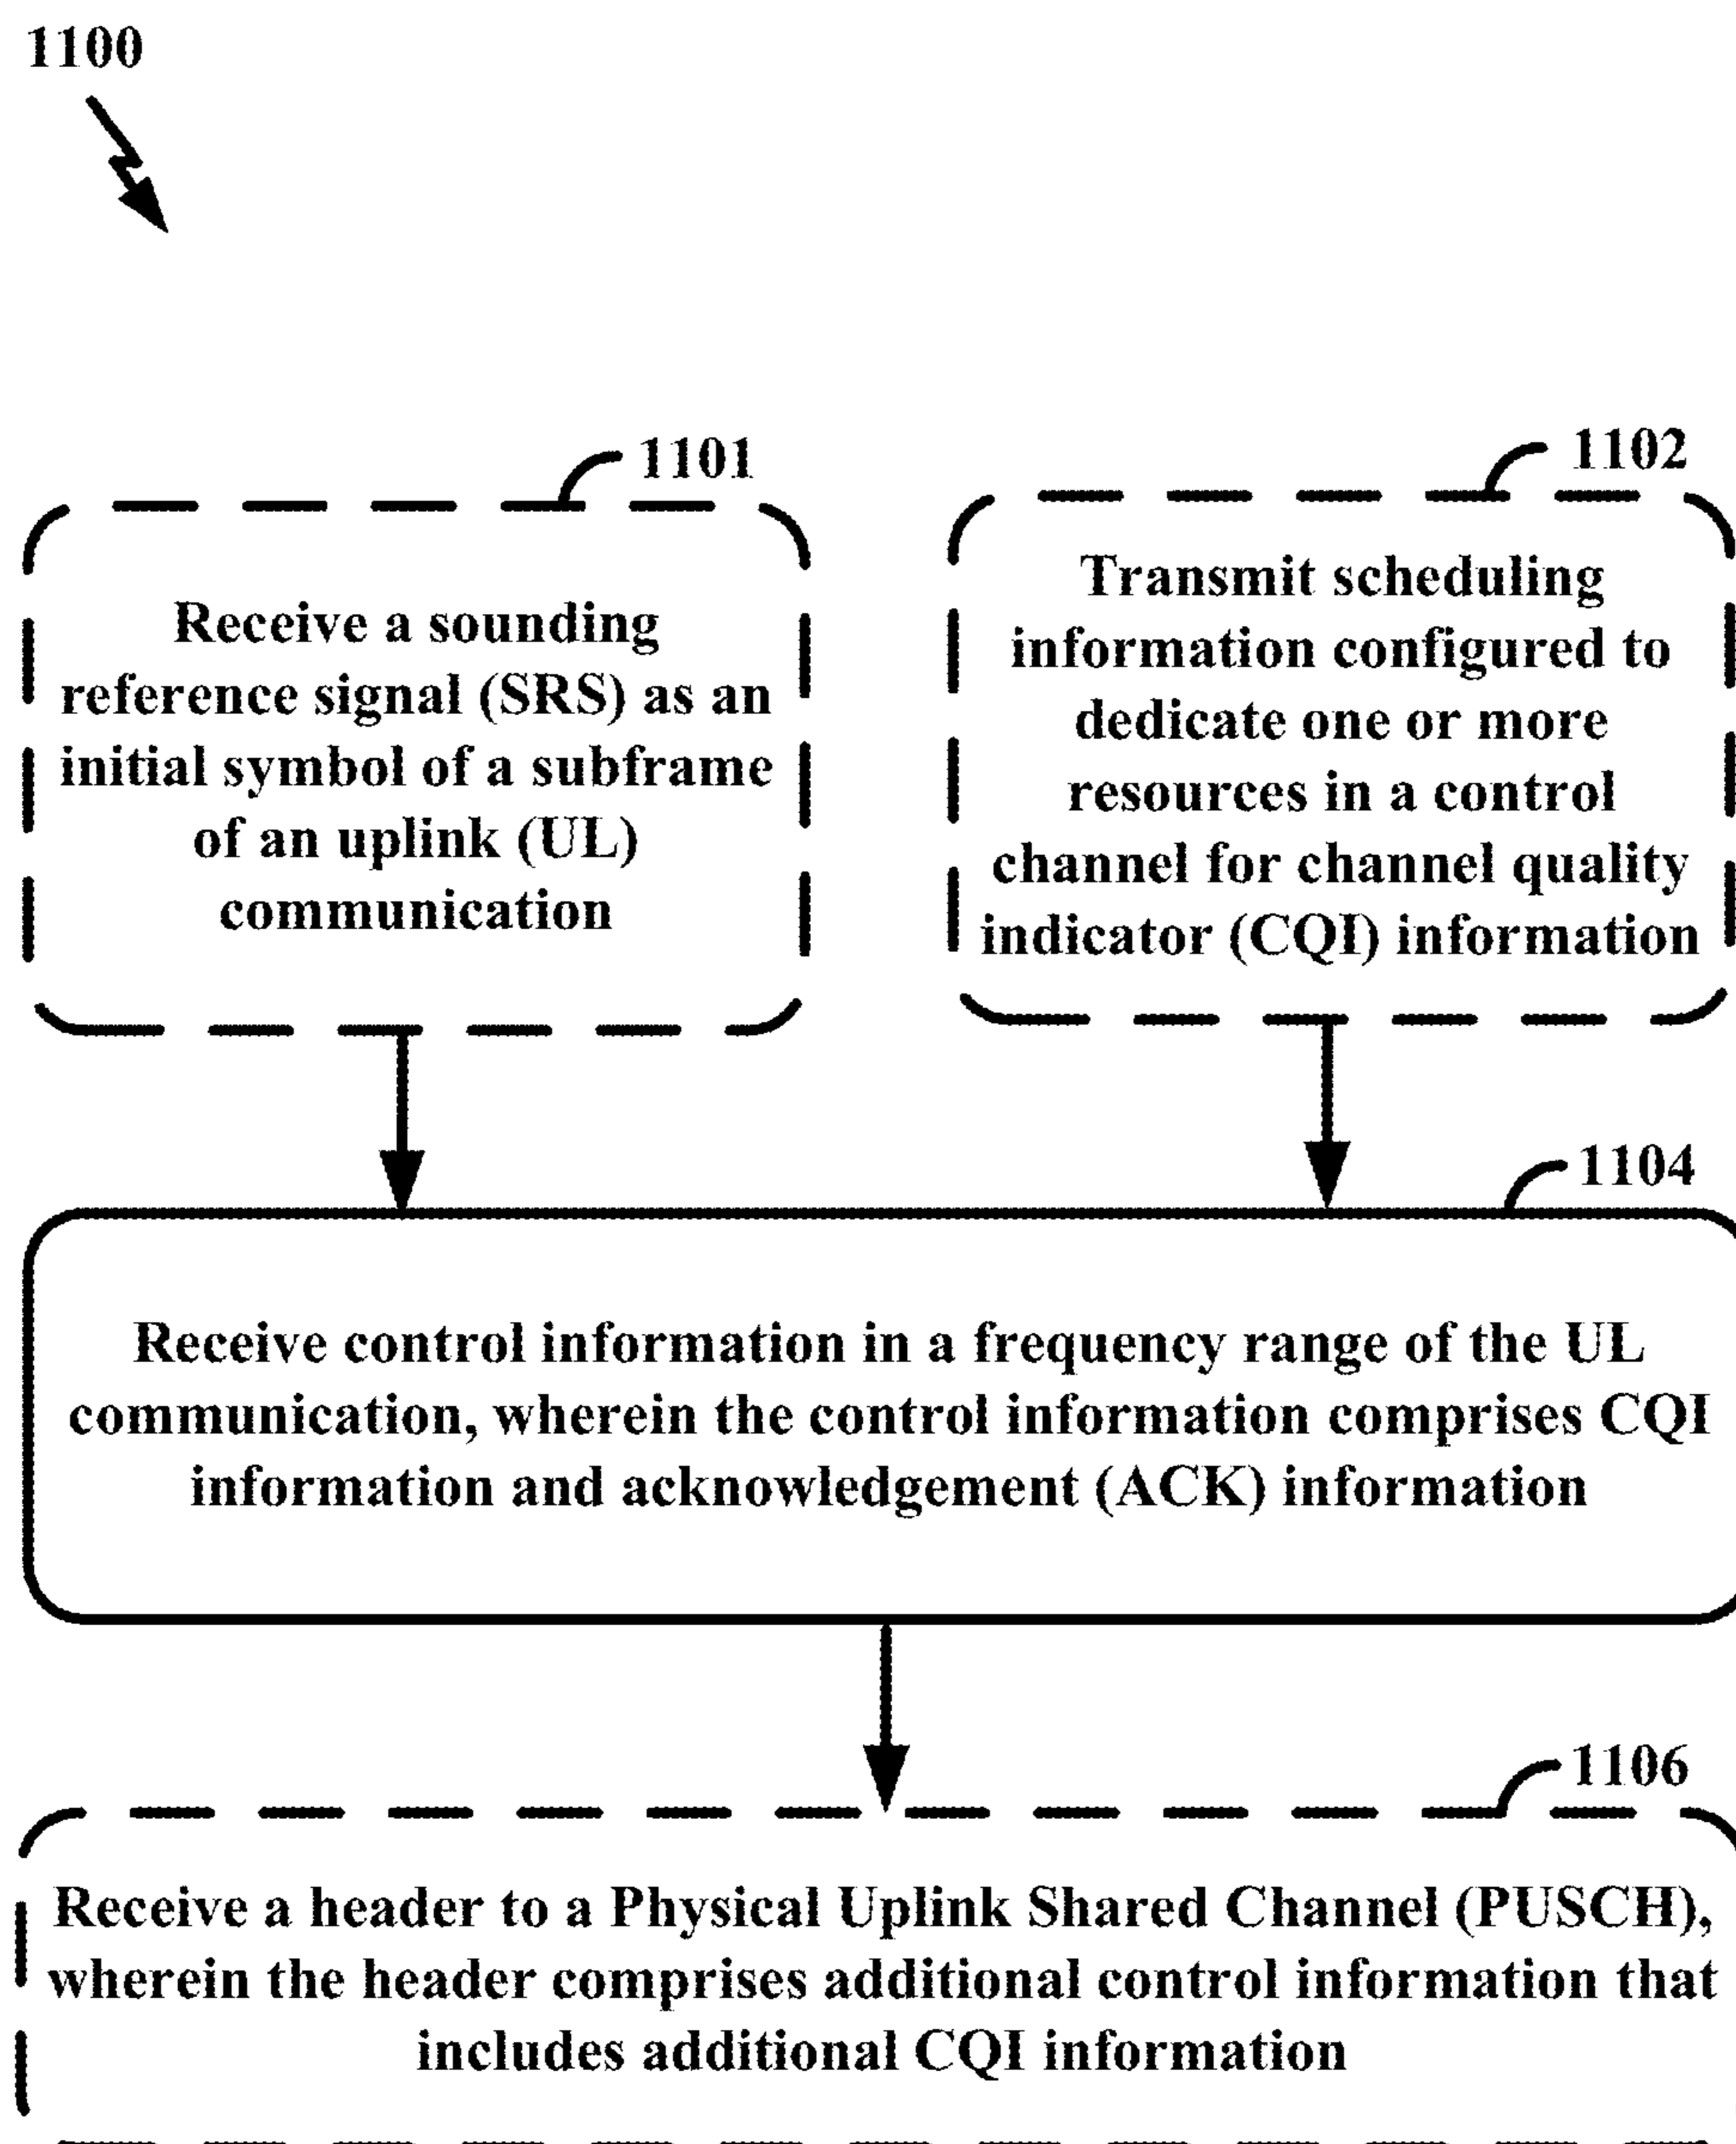 1100
1101
Receive a sounding
reference signal (SRS) as an
initial symbol of a subframe
of an uplink (UL)
communication
1102
Transmit scheduling
information configured to
dedicate one or more
resources in a control
channel for channel quality
indicator (CQI) information
1104
Receive control information in a frequency range of the UL
communication, wherein the control information comprises CQI
information and acknowledgement (ACK) information
1106
Receive a header to a Physical Uplink Shared Channel (PUSCH),
wherein the header comprises additional control information that
includes additional CQI information